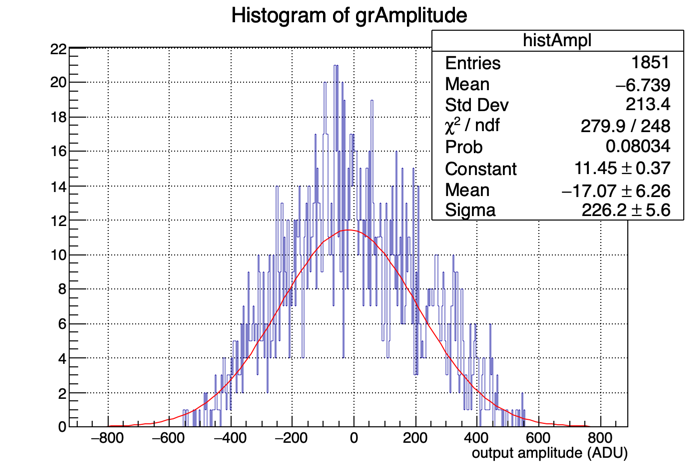 Histogram of grAmplitude
histAmpl
Entries 1851
Mean −6.739
Std Dev 213.4
χ² / ndf 279.9 / 248
Prob 0.08034
Constant 11.45 ± 0.37
Mean −17.07 ± 6.26
Sigma 226.2 ± 5.6
22
20
18
16
14
12
10
8
6
4
2
0
−800 −600 −400 −200 0 200 400 600 800
output amplitude (ADU)